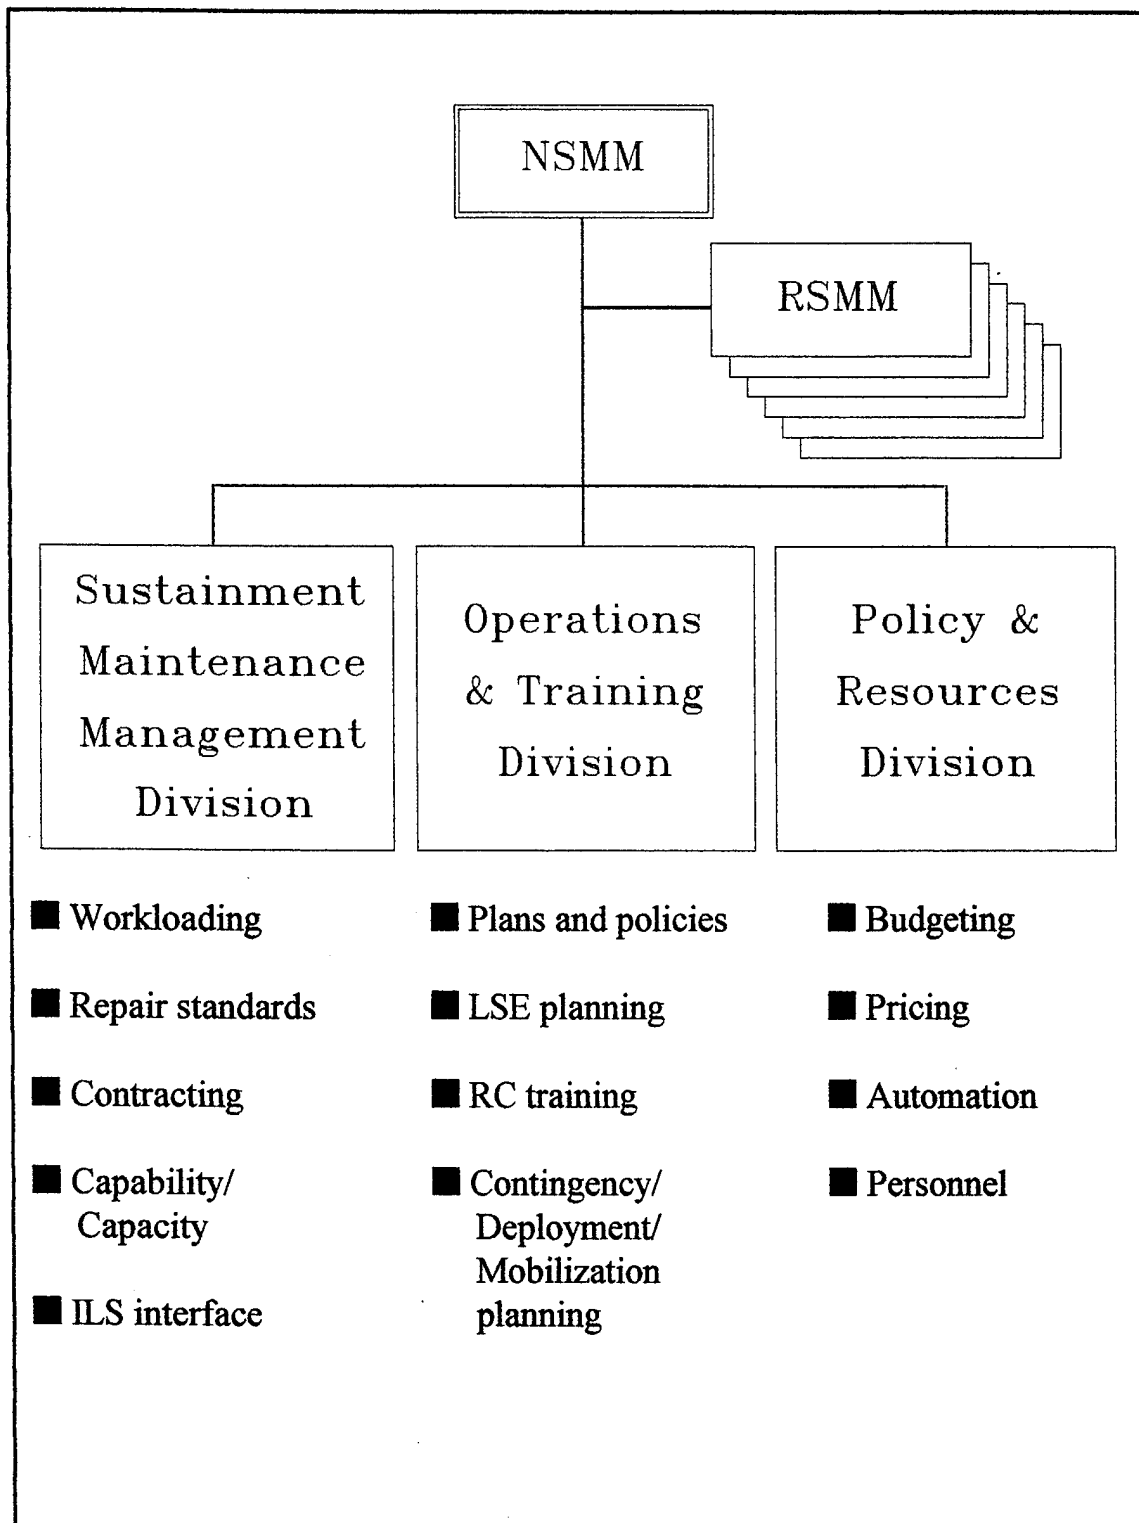 NSMM
RSMM
Sustainment
Maintenance
Management
Division
Operations
& Training
Division
Policy &
Resources
Division
■ Workloading
■ Repair standards
■ Contracting
■ Capability/
Capacity
■ ILS interface
■ Plans and policies
■ LSE planning
■ RC training
■ Contingency/
Deployment/
Mobilization
planning
■ Budgeting
■ Pricing
■ Automation
■ Personnel